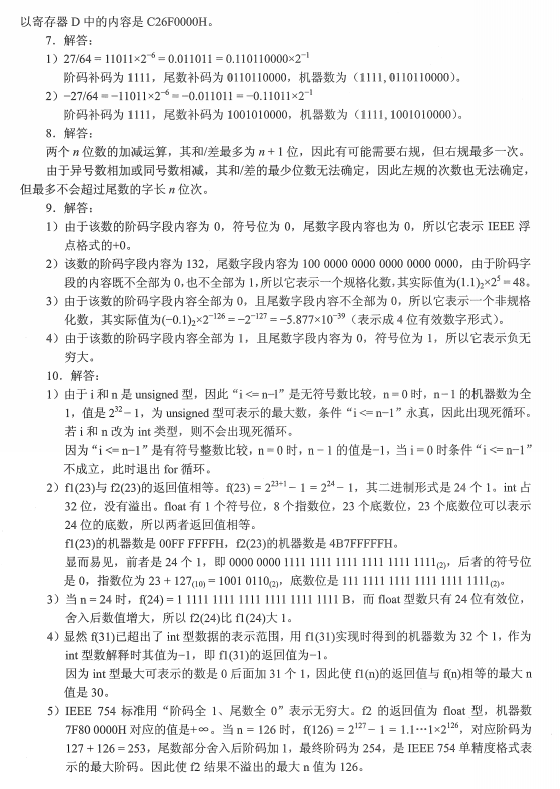 以寄存器 D 中的内容是 C26F0000H。
7．解答：
1）27/64 = 11011×2⁻⁶ = 0.011011 = 0.110110000×2⁻¹
阶码补码为 1111，尾数补码为 0110110000，机器数为（1111, 0110110000）。
2）−27/64 = −11011×2⁻⁶ = −0.011011 = −0.11011×2⁻¹
阶码补码为 1111，尾数补码为 1001010000，机器数为（1111, 1001010000）。
8．解答：
两个 n 位数的加减运算，其和/差最多为 n + 1 位，因此有可能需要右规，但右规最多一次。
由于异号数相加或同号数相减，其和/差的最少位数无法确定，因此左规的次数也无法确定，
但最多不会超过尾数的字长 n 位次。
9．解答：
1）由于该数的阶码字段内容为 0，符号位为 0，尾数字段内容也为 0，所以它表示 IEEE 浮
点格式的+0。
2）该数的阶码字段内容为 132，尾数字段内容为 100 0000 0000 0000 0000 0000，由于阶码字
段的内容既不全部为 0，也不全部为 1，所以它表示一个规格化数，其实际值为(1.1)₂×2⁵ = 48。
3）由于该数的阶码字段内容全部为 0，且尾数字段内容不全部为 0，所以它表示一个非规格
化数，其实际值为(−0.1)₂×2⁻¹²⁶ = −2⁻¹²⁷ = −5.877×10⁻³⁹（表示成 4 位有效数字形式）。
4）由于该数的阶码字段内容全部为 1，且尾数字段内容为 0，符号位为 1，所以它表示负无
穷大。
10．解答：
1）由于 i 和 n 是 unsigned 型，因此“i <= n−1”是无符号数比较，n = 0 时，n − 1 的机器数为全
1，值是 2³² − 1，为 unsigned 型可表示的最大数，条件“i <= n−1”永真，因此出现死循环。
若 i 和 n 改为 int 类型，则不会出现死循环。
因为“i <= n−1”是有符号整数比较，n = 0 时，n − 1 的值是−1，当 i = 0 时条件“i <= n−1”
不成立，此时退出 for 循环。
2）f1(23)与 f2(23)的返回值相等。f(23) = 2²³⁺¹ − 1 = 2²⁴ − 1，其二进制形式是 24 个 1。int 占
32 位，没有溢出。float 有 1 个符号位，8 个指数位，23 个底数位，23 个底数位可以表示
24 位的底数，所以两者返回值相等。
f1(23)的机器数是 00FF FFFFH，f2(23)的机器数是 4B7FFFFFH。
显而易见，前者是 24 个 1，即 0000 0000 1111 1111 1111 1111 1111 1111₍₂₎，后者的符号位
是 0，指数位为 23 + 127₍₁₀₎ = 1001 0110₍₂₎，底数位是 111 1111 1111 1111 1111 1111₍₂₎。
3）当 n = 24 时，f(24) = 1 1111 1111 1111 1111 1111 1111 B，而 float 型数只有 24 位有效位，
舍入后数值增大，所以 f2(24)比 f1(24)大 1。
4）显然 f(31)已超出了 int 型数据的表示范围，用 f1(31)实现时得到的机器数为 32 个 1，作为
int 型数解释时其值为−1，即 f1(31)的返回值为−1。
因为 int 型最大可表示的数是 0 后面加 31 个 1，因此使 f1(n)的返回值与 f(n)相等的最大 n
值是 30。
5）IEEE 754 标准用“阶码全 1、尾数全 0”表示无穷大。f2 的返回值为 float 型，机器数
7F80 0000H 对应的值是+∞。当 n = 126 时，f(126) = 2¹²⁷ − 1 = 1.1⋯1×2¹²⁶，对应阶码为
127 + 126 = 253，尾数部分舍入后阶码加 1，最终阶码为 254，是 IEEE 754 单精度格式表
示的最大阶码。因此使 f2 结果不溢出的最大 n 值为 126。